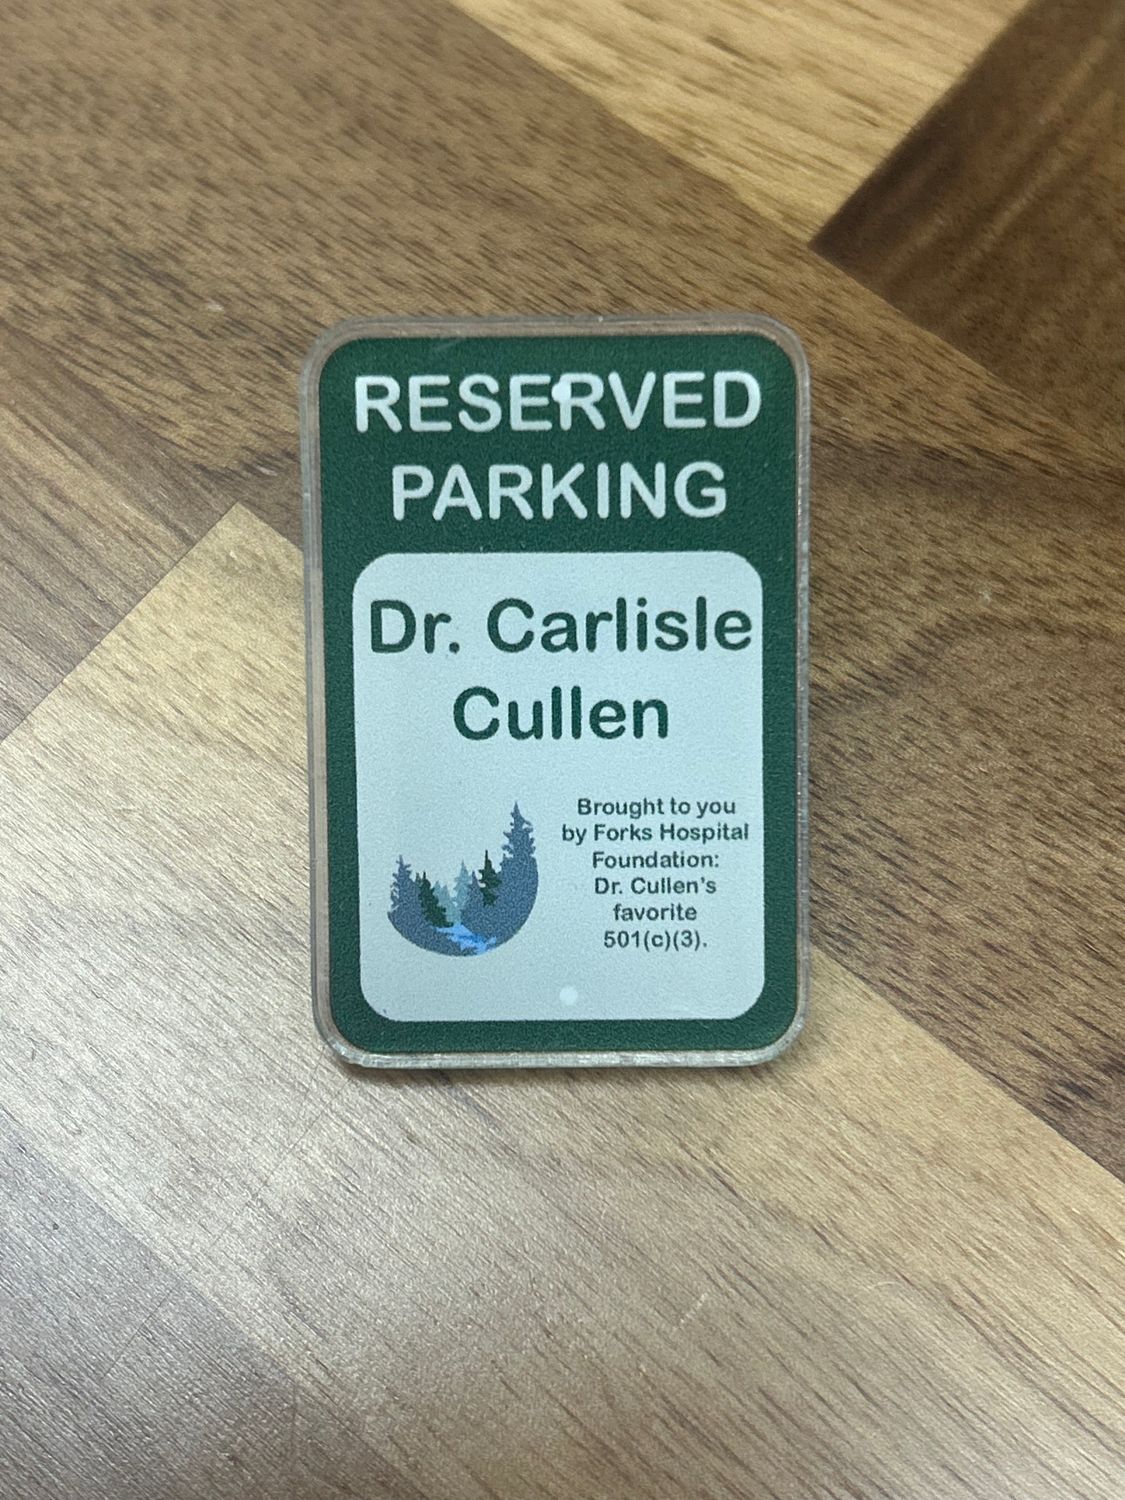 RESERVED
PARKING
Dr. Carlisle
Cullen
Brought to you
by Forks Hospital
Foundation:
Dr. Cullen's
favorite
501(c)(3).